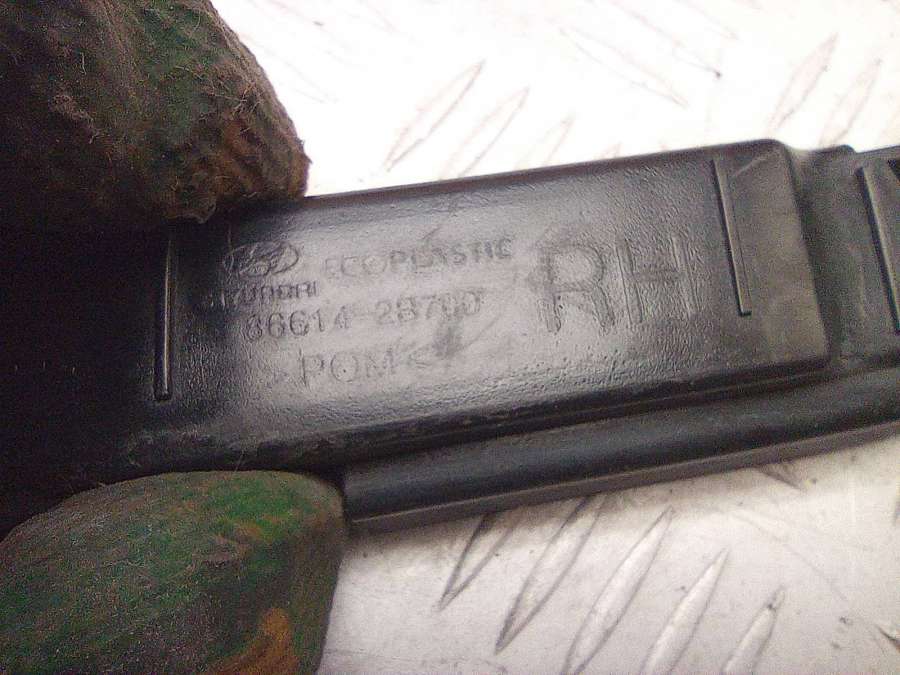 ECOPLASTIC
HYUNDAI
86614-2B700
RH
>POM<